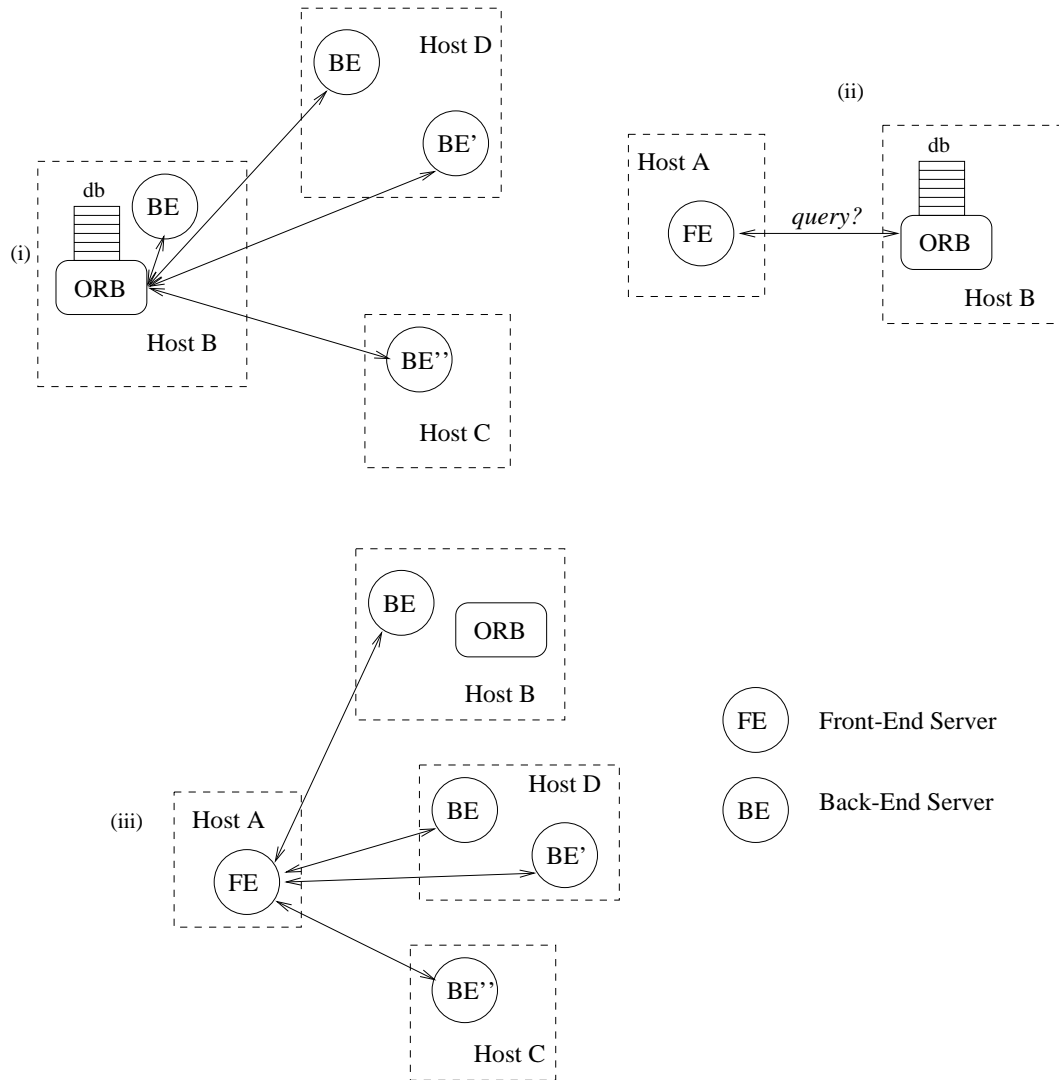 BE
Host D
(ii)
BE'
db
Host A
db
BE
query?
FE
(i)
ORB
ORB
Host B
Host B
BE''
Host C
BE
ORB
Host B
FE
Front-End Server
Host D
BE
BE
Back-End Server
(iii)
Host A
BE'
FE
BE''
Host C